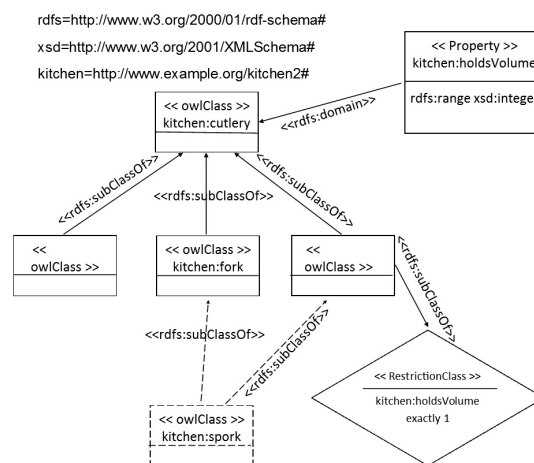 rdfs=http://www.w3.org/2000/01/rdf-schema#
xsd=http://www.w3.org/2001/XMLSchema#
kitchen=http://www.example.org/kitchen2#
<< Property >>
kitchen:holdsVolume
rdfs:range xsd:intege
<< owlClass >>
kitchen:cutlery
<<rdfs:domain>>
<<rdfs:subClassOf>>
<<rdfs:subClassOf>>
<<rdfs:subClassOf>>
<<
owlClass >>
<< owlClass >>
kitchen:fork
<<
owlClass >>
<<rdfs:subClassOf>>
<<rdfs:subClassOf>>
<<rdfs:subClassOf>>
<< RestrictionClass >>
kitchen:holdsVolume
exactly 1
<< owlClass >>
kitchen:spork